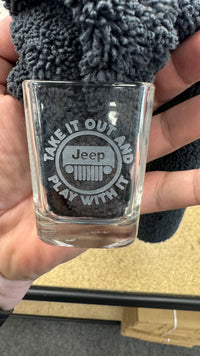 TAKE IT OUT AND
Jeep
PLAY WITH IT